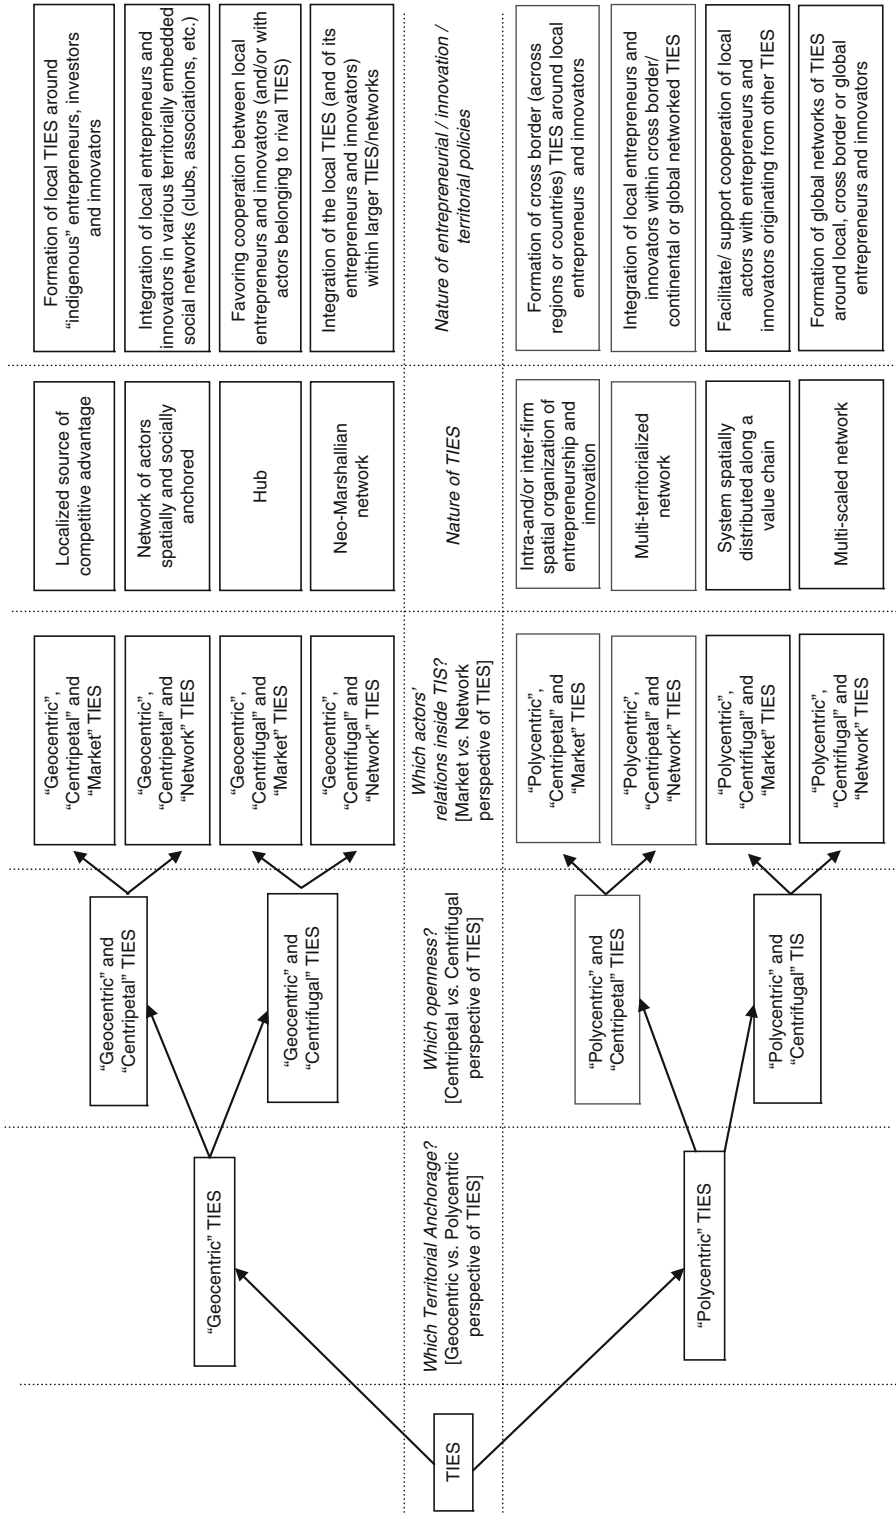 TIES
“Geocentric” TIES
Which Territorial Anchorage?
[Geocentric vs. Polycentric
perspective of TIES]
“Polycentric” TIES
“Geocentric” and
“Centripetal” TIES
“Geocentric” and
“Centrifugal” TIES
Which openness?
[Centripetal vs. Centrifugal
perspective of TIES]
“Polycentric” and
“Centripetal” TIES
“Polycentric” and
“Centrifugal” TIS
“Geocentric”,
“Centripetal” and
“Market” TIES
“Geocentric”,
“Centripetal” and
“Network” TIES
“Geocentric”,
“Centrifugal” and
“Market” TIES
“Geocentric”,
“Centrifugal” and
“Network” TIES
Which actors’
relations inside TIS?
[Market vs. Network
perspective of TIES]
“Polycentric”,
“Centripetal” and
“Market” TIES
“Polycentric”,
“Centripetal” and
“Network” TIES
“Polycentric”,
“Centrifugal” and
“Market” TIES
“Polycentric”,
“Centrifugal” and
“Network” TIES
Localized source of
competitive advantage
Network of actors
spatially and socially
anchored
Hub
Neo-Marshallian
network
Nature of TIES
Intra-and/or inter-firm
spatial organization of
entrepreneurship and
innovation
Multi-territorialized
network
System spatially
distributed along a
value chain
Multi-scaled network
Formation of local TIES around
“indigenous” entrepreneurs, investors
and innovators
Integration of local entrepreneurs and
innovators in various territorially embedded
social networks (clubs, associations, etc.)
Favoring cooperation between local
entrepreneurs and innovators (and/or with
actors belonging to rival TIES)
Integration of the local TIES (and of its
entrepreneurs and innovators)
within larger TIES/networks
Nature of entrepreneurial / innovation /
territorial policies
Formation of cross border (across
regions or countries) TIES around local
entrepreneurs and innovators
Integration of local entrepreneurs and
innovators within cross border/
continental or global networked TIES
Facilitate/ support cooperation of local
actors with entrepreneurs and
innovators originating from other TIES
Formation of global networks of TIES
around local, cross border or global
entrepreneurs and innovators